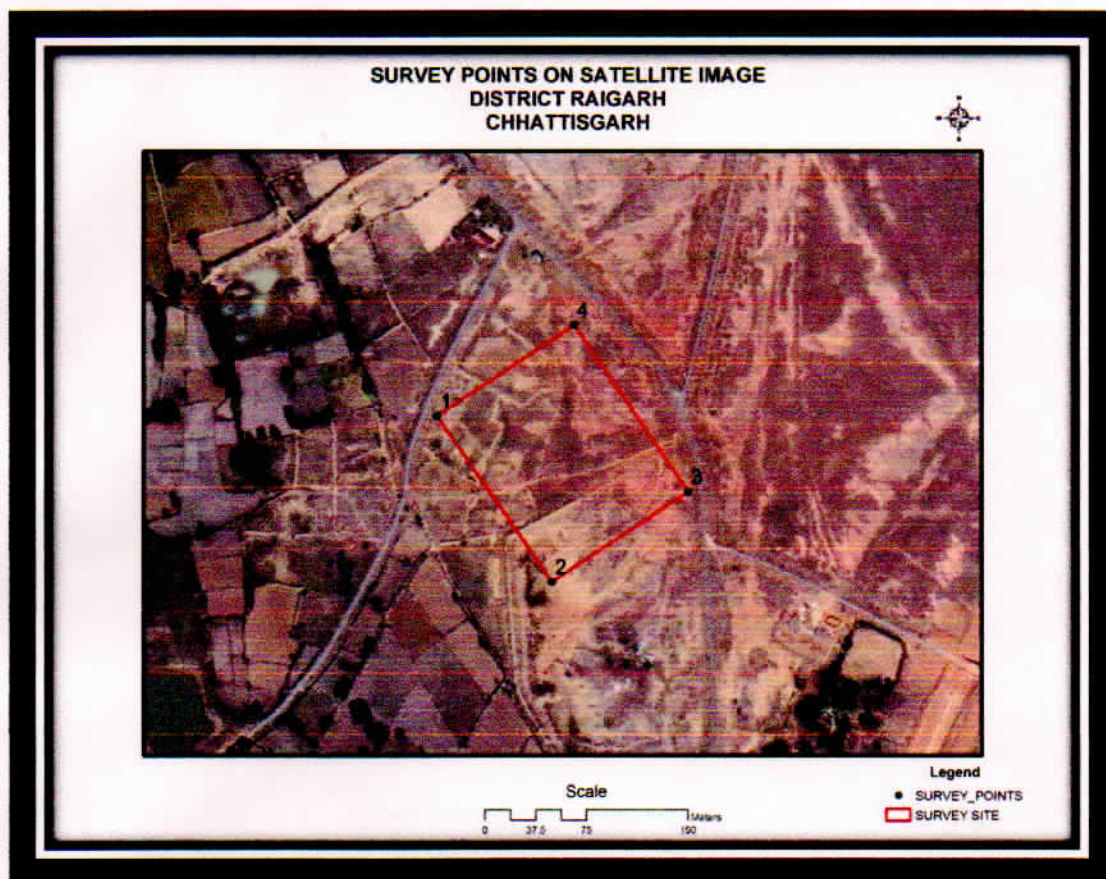 SURVEY POINTS ON SATELLITE IMAGE
DISTRICT RAIGARH
CHHATTISGARH
4
1
3
2
Scale
0 37.5 75 150 Meters
Legend
SURVEY_POINTS
SURVEY SITE